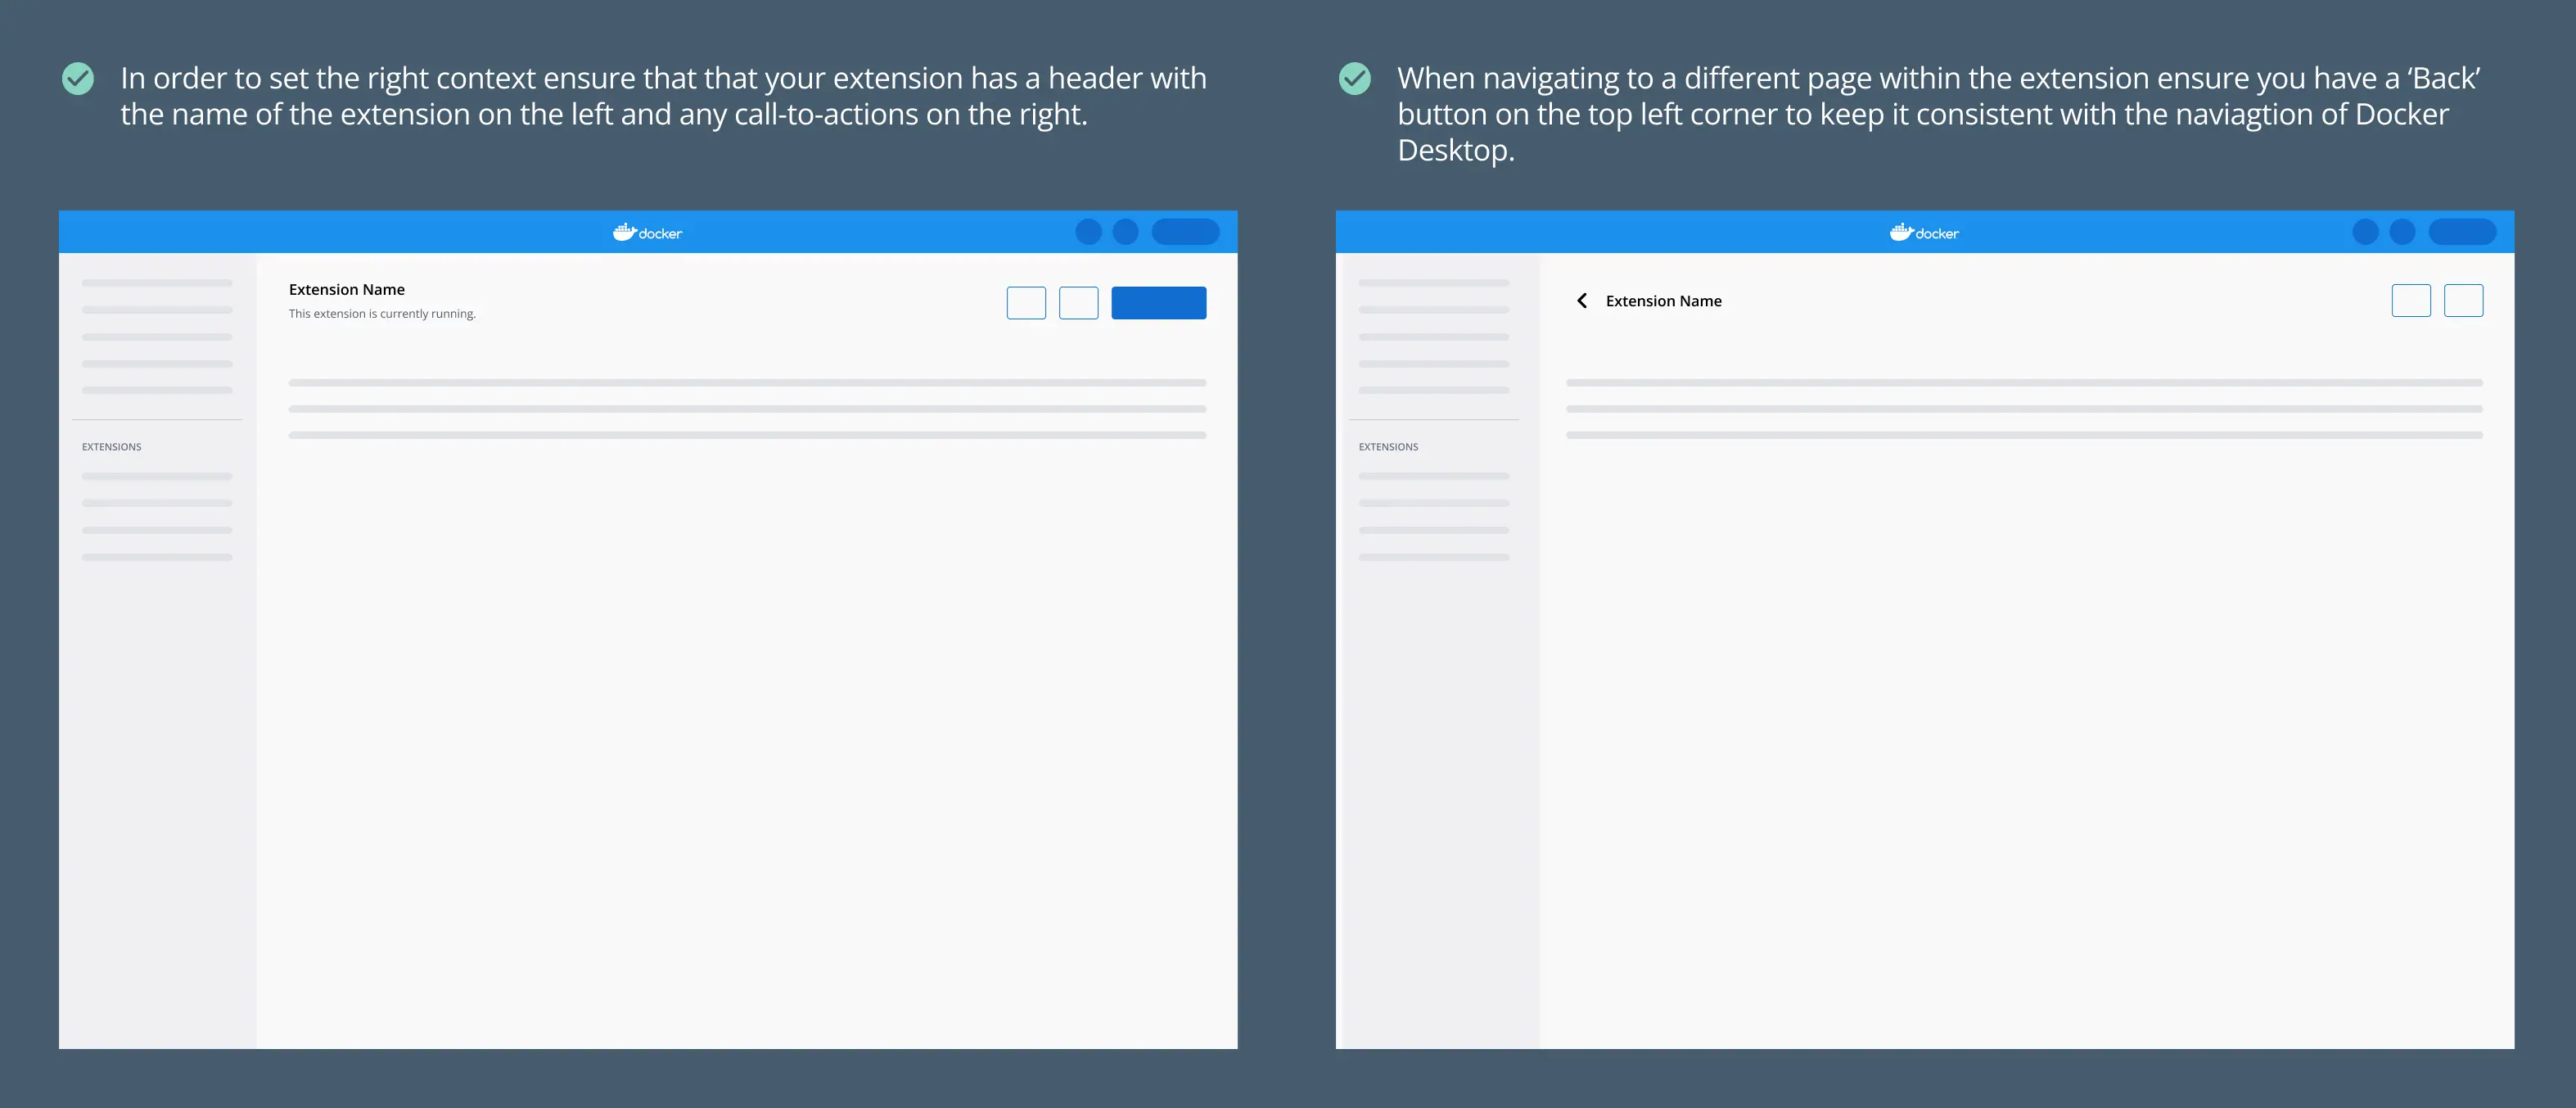 In order to set the right context ensure that that your extension has a header with
the name of the extension on the left and any call-to-actions on the right.
When navigating to a different page within the extension ensure you have a ‘Back’
button on the top left corner to keep it consistent with the naviagtion of Docker
Desktop.
docker
Extension Name
This extension is currently running.
EXTENSIONS
docker
Extension Name
EXTENSIONS